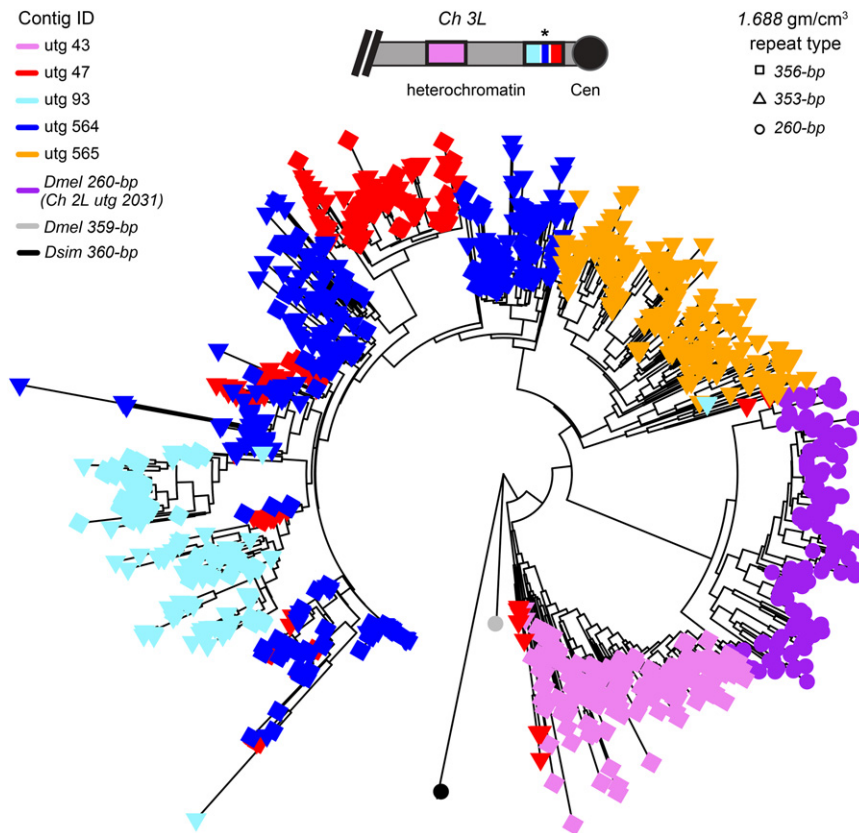 Contig ID
utg 43
utg 47
utg 93
utg 564
utg 565
Dmel 260-bp
(Ch 2L utg 2031)
Dmel 359-bp
Dsim 360-bp
Ch 3L
*
heterochromatin
Cen
1.688 gm/cm³
repeat type
356-bp
353-bp
260-bp